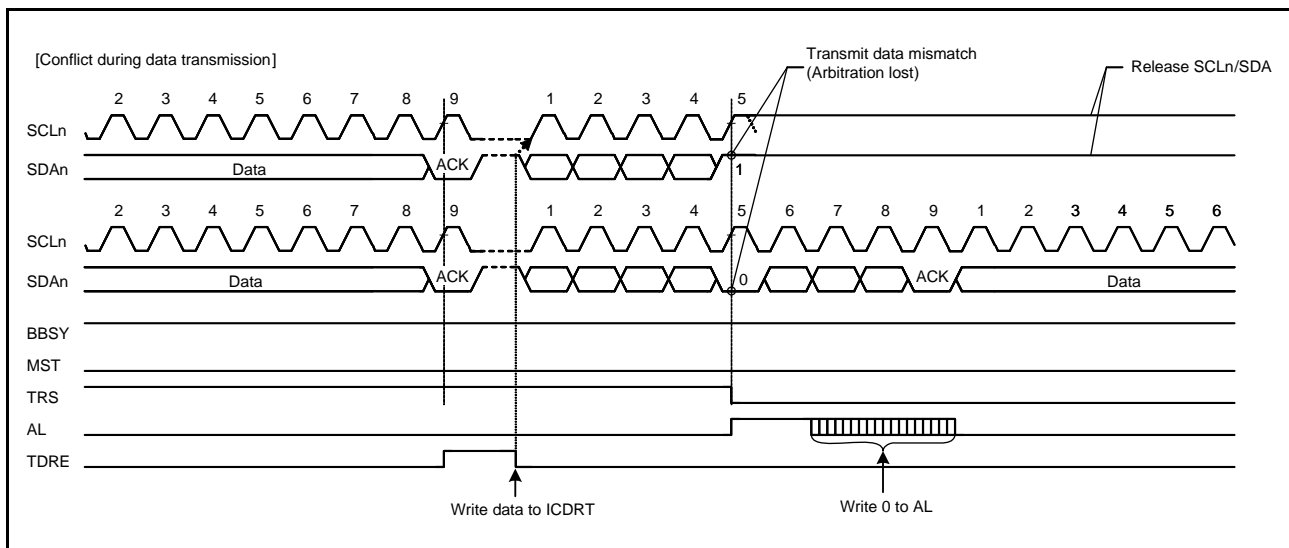 [Conflict during data transmission]
Transmit data mismatch
(Arbitration lost)
Release SCLn/SDA
2 3 4 5 6 7 8 9 1 2 3 4 5
SCLn
SDAn Data ACK 1
2 3 4 5 6 7 8 9 1 2 3 4 5 6 7 8 9 1 2 3 4 5 6
SCLn
SDAn Data ACK 0 ACK Data
BBSY
MST
TRS
AL
TDRE
Write data to ICDRT
Write 0 to AL